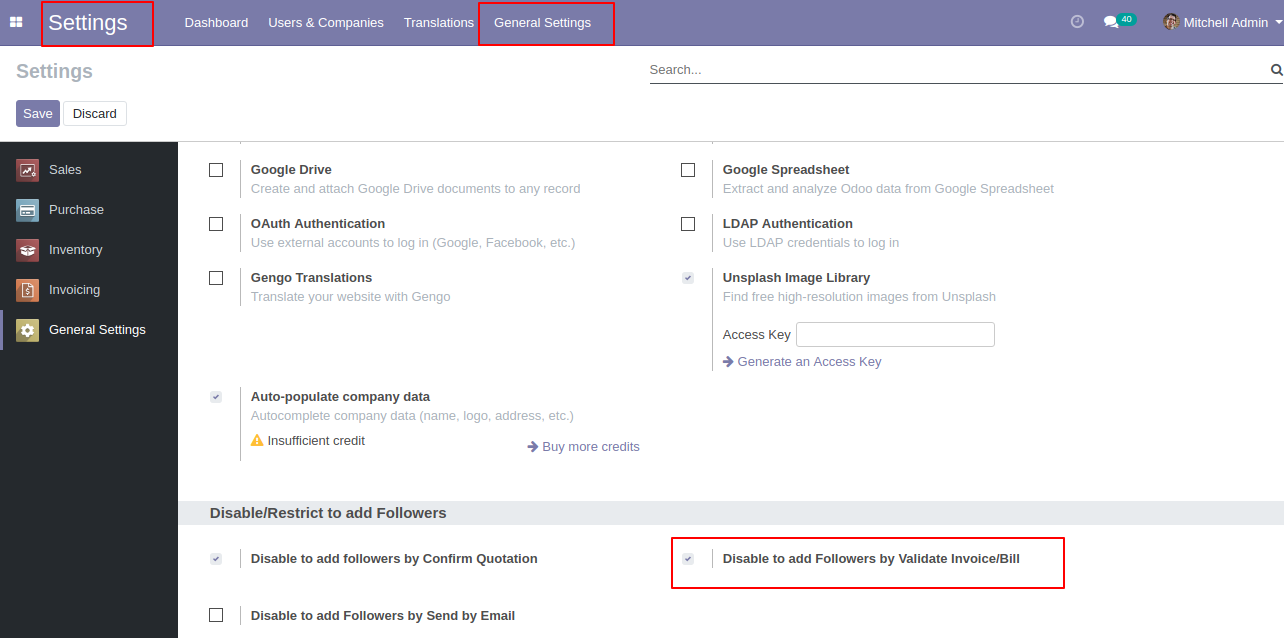 Settings Dashboard Users & Companies Translations General Settings 40 Mitchell Admin
Settings
Search...
Save Discard
Sales
Purchase
Inventory
Invoicing
General Settings
Google Drive
Create and attach Google Drive documents to any record
Google Spreadsheet
Extract and analyze Odoo data from Google Spreadsheet
OAuth Authentication
Use external accounts to log in (Google, Facebook, etc.)
LDAP Authentication
Use LDAP credentials to log in
Gengo Translations
Translate your website with Gengo
Unsplash Image Library
Find free high-resolution images from Unsplash
Access Key
Generate an Access Key
Auto-populate company data
Autocomplete company data (name, logo, address, etc.)
Insufficient credit
Buy more credits
Disable/Restrict to add Followers
Disable to add followers by Confirm Quotation
Disable to add Followers by Validate Invoice/Bill
Disable to add Followers by Send by Email